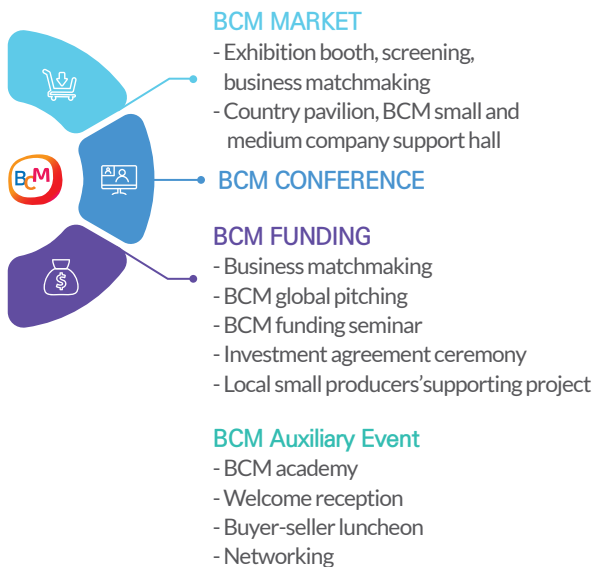 BCM MARKET
- Exhibition booth, screening,
business matchmaking
- Country pavilion, BCM small and
medium company support hall
BCM
A
BCM CONFERENCE
BCM FUNDING
- Business matchmaking
- BCM global pitching
- BCM funding seminar
- Investment agreement ceremony
- Local small producers'supporting project
$
BCM Auxiliary Event
- BCM academy
- Welcome reception
- Buyer-seller luncheon
- Networking